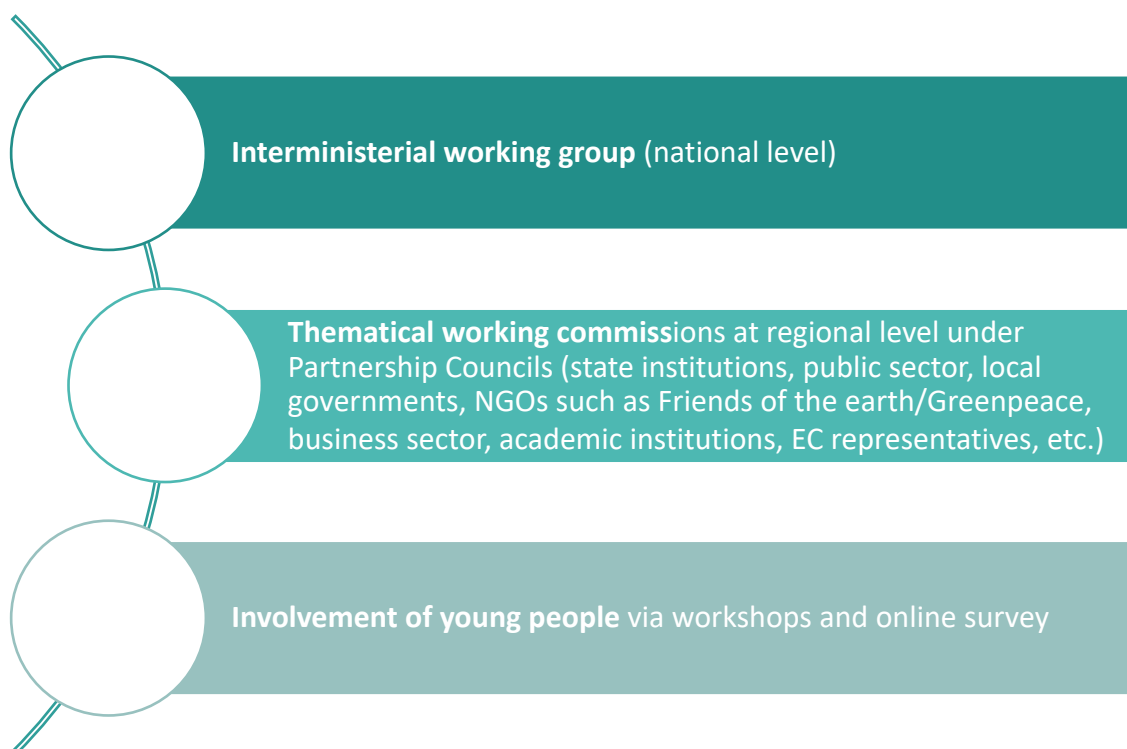 Interministerial working group (national level)
Thematical working commissions at regional level under
Partnership Councils (state institutions, public sector, local
governments, NGOs such as Friends of the earth/Greenpeace,
business sector, academic institutions, EC representatives, etc.)
Involvement of young people via workshops and online survey